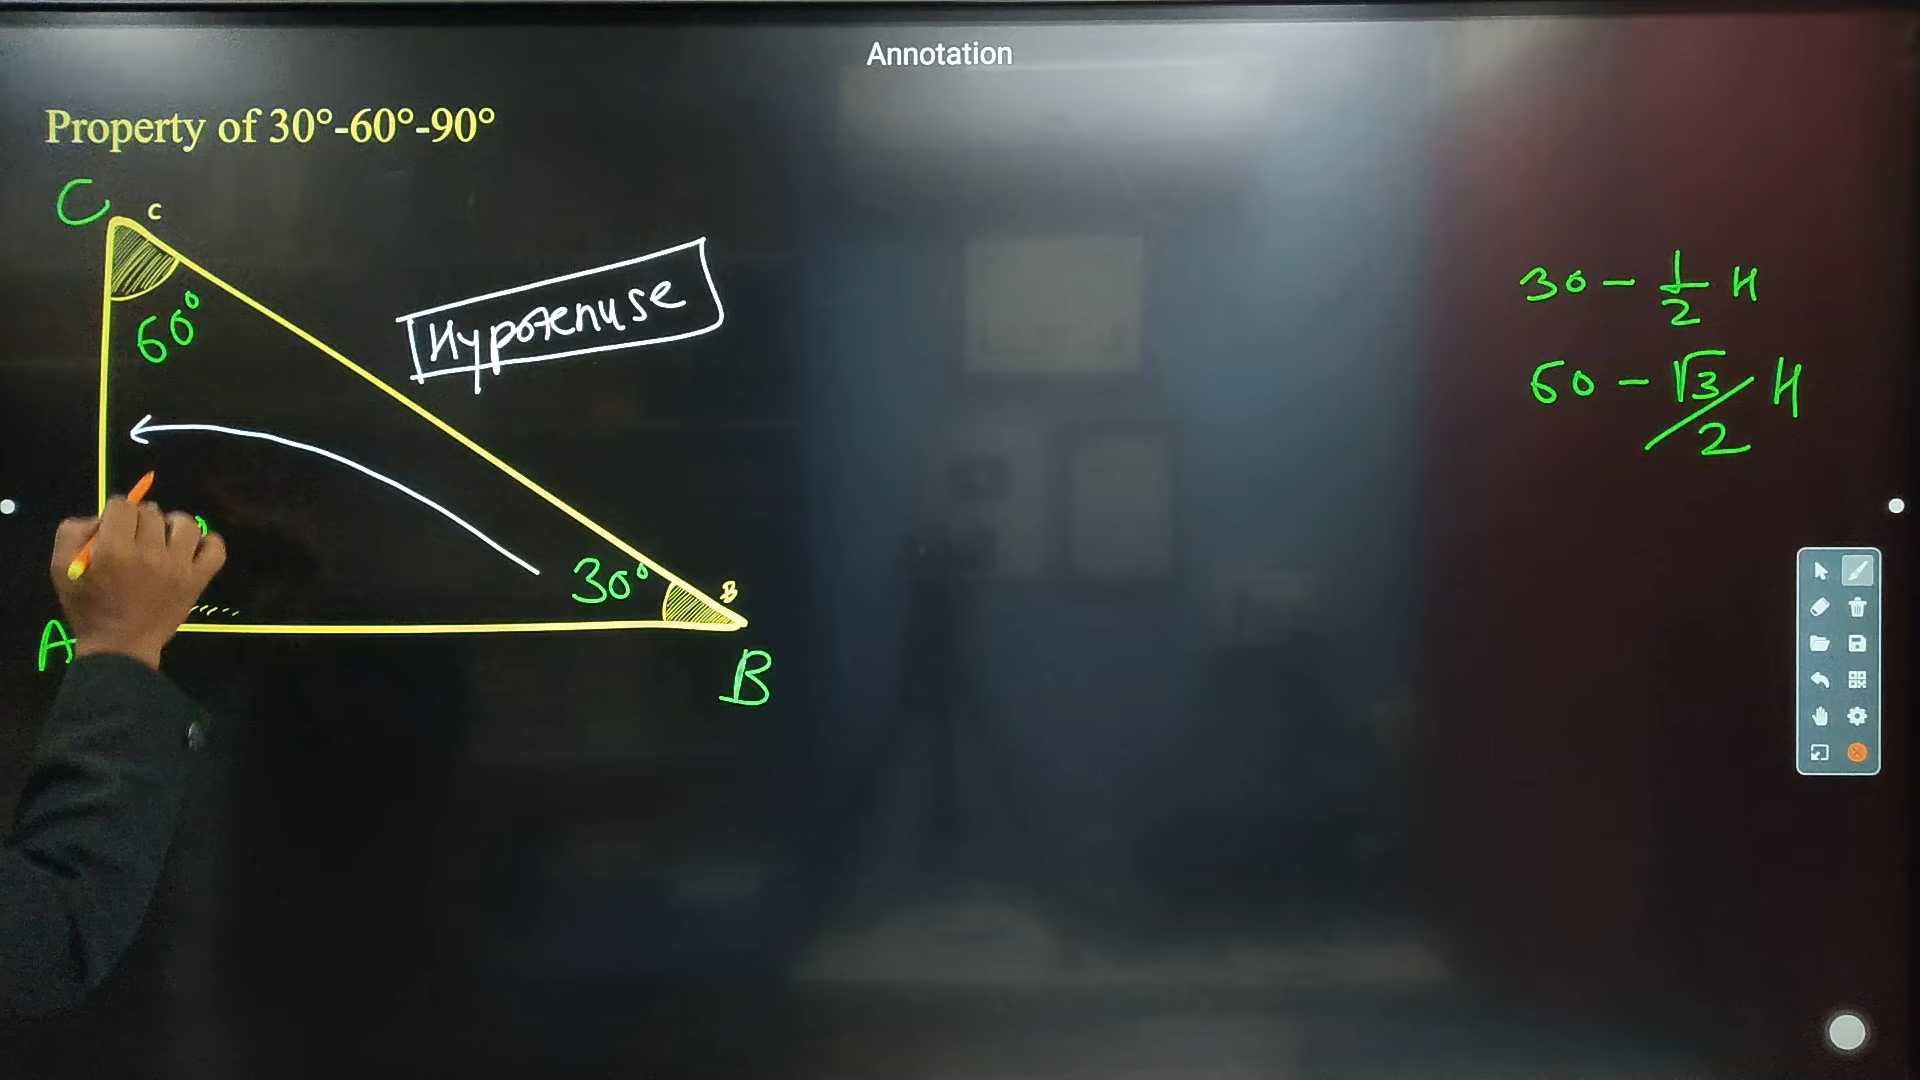 Annotation
Property of 30°-60°-90°
C
C
60°
Hypotenuse
30 - 1/2 H
60 - √3/2 H
30°
B
A
B